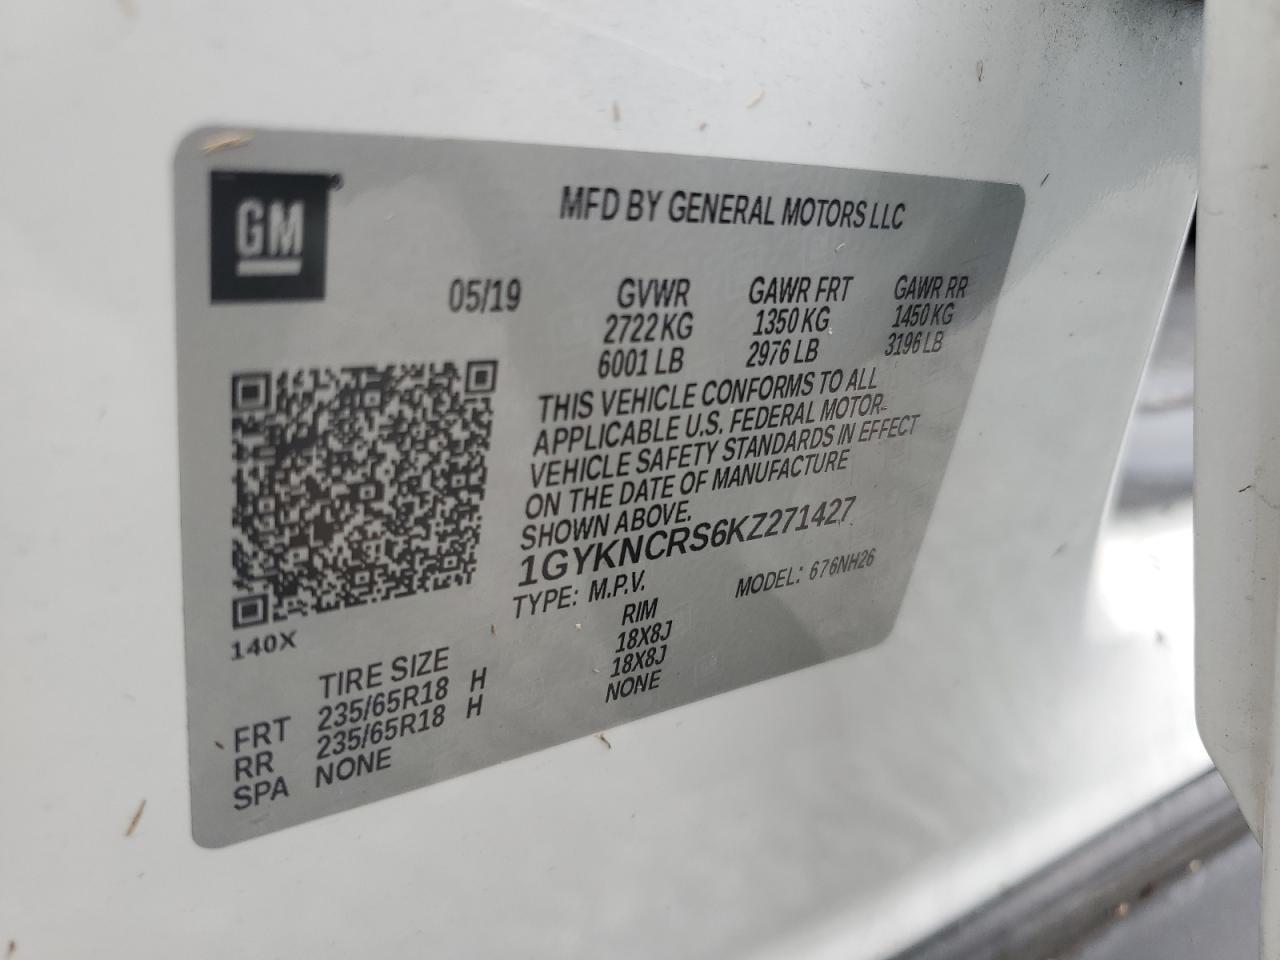 GM®
MFD BY GENERAL MOTORS LLC
05/19
GVWR GAWR FRT GAWR RR
2722 KG 1350 KG 1450 KG
6001 LB 2976 LB 3196 LB
THIS VEHICLE CONFORMS TO ALL
APPLICABLE U.S. FEDERAL MOTOR-
VEHICLE SAFETY STANDARDS IN EFFECT
ON THE DATE OF MANUFACTURE
SHOWN ABOVE.
1GYKNCRS6KZ271427
TYPE: M.P.V. MODEL: 676NH26
140X
TIRE SIZE RIM
FRT 235/65R18 H 18X8J
RR 235/65R18 H 18X8J
SPA NONE NONE